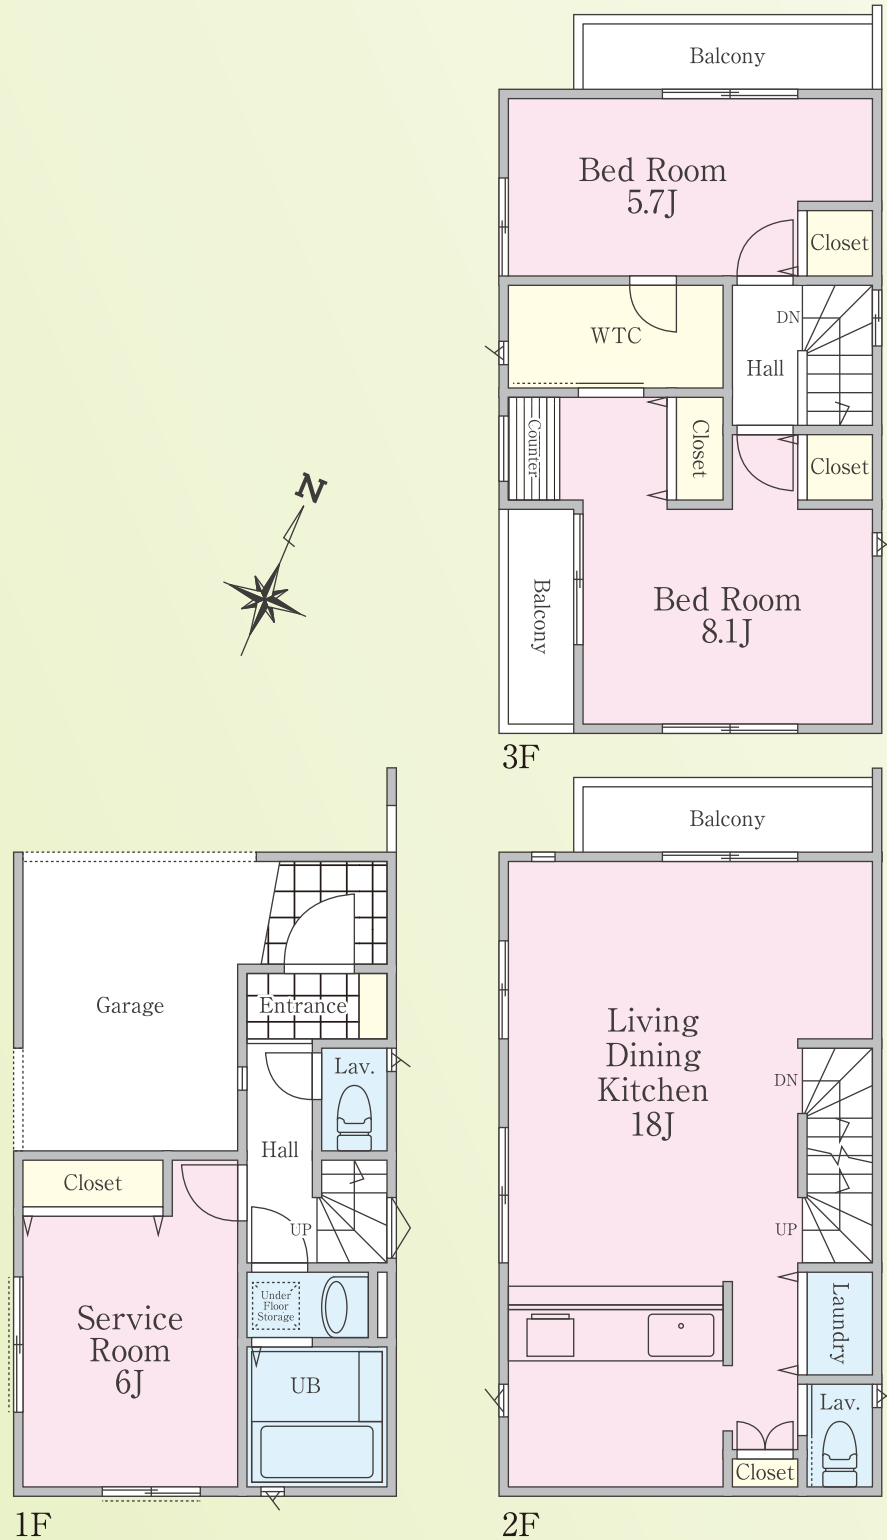 Balcony
Bed Room
5.7J
Closet
WTC
DN
Hall
Counter
Closet
Closet
Balcony
Bed Room
8.1J
3F
N
Garage
Entrance
Lav.
Hall
Closet
UP
Under
Floor
Storage
Service
Room
6J
UB
1F
Balcony
Living
Dining
Kitchen
18J
DN
UP
Laundry
Lav.
Closet
2F